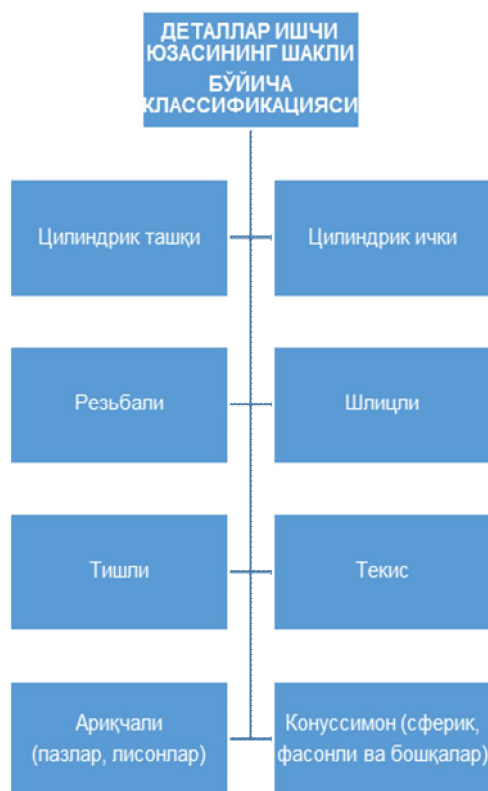 ДЕТАЛЛАР ИШЧИ
ЮЗАСИНИНГ ШАКЛИ
БЎЙИЧА
КЛАССИФИКАЦИЯСИ
Цилиндрик ташқи
Цилиндрик ички
Резьбали
Шлицли
Тишли
Текис
Ариқчали
(пазлар, лисонлар)
Конуссимон (сферик,
фасонли ва бошқалар)